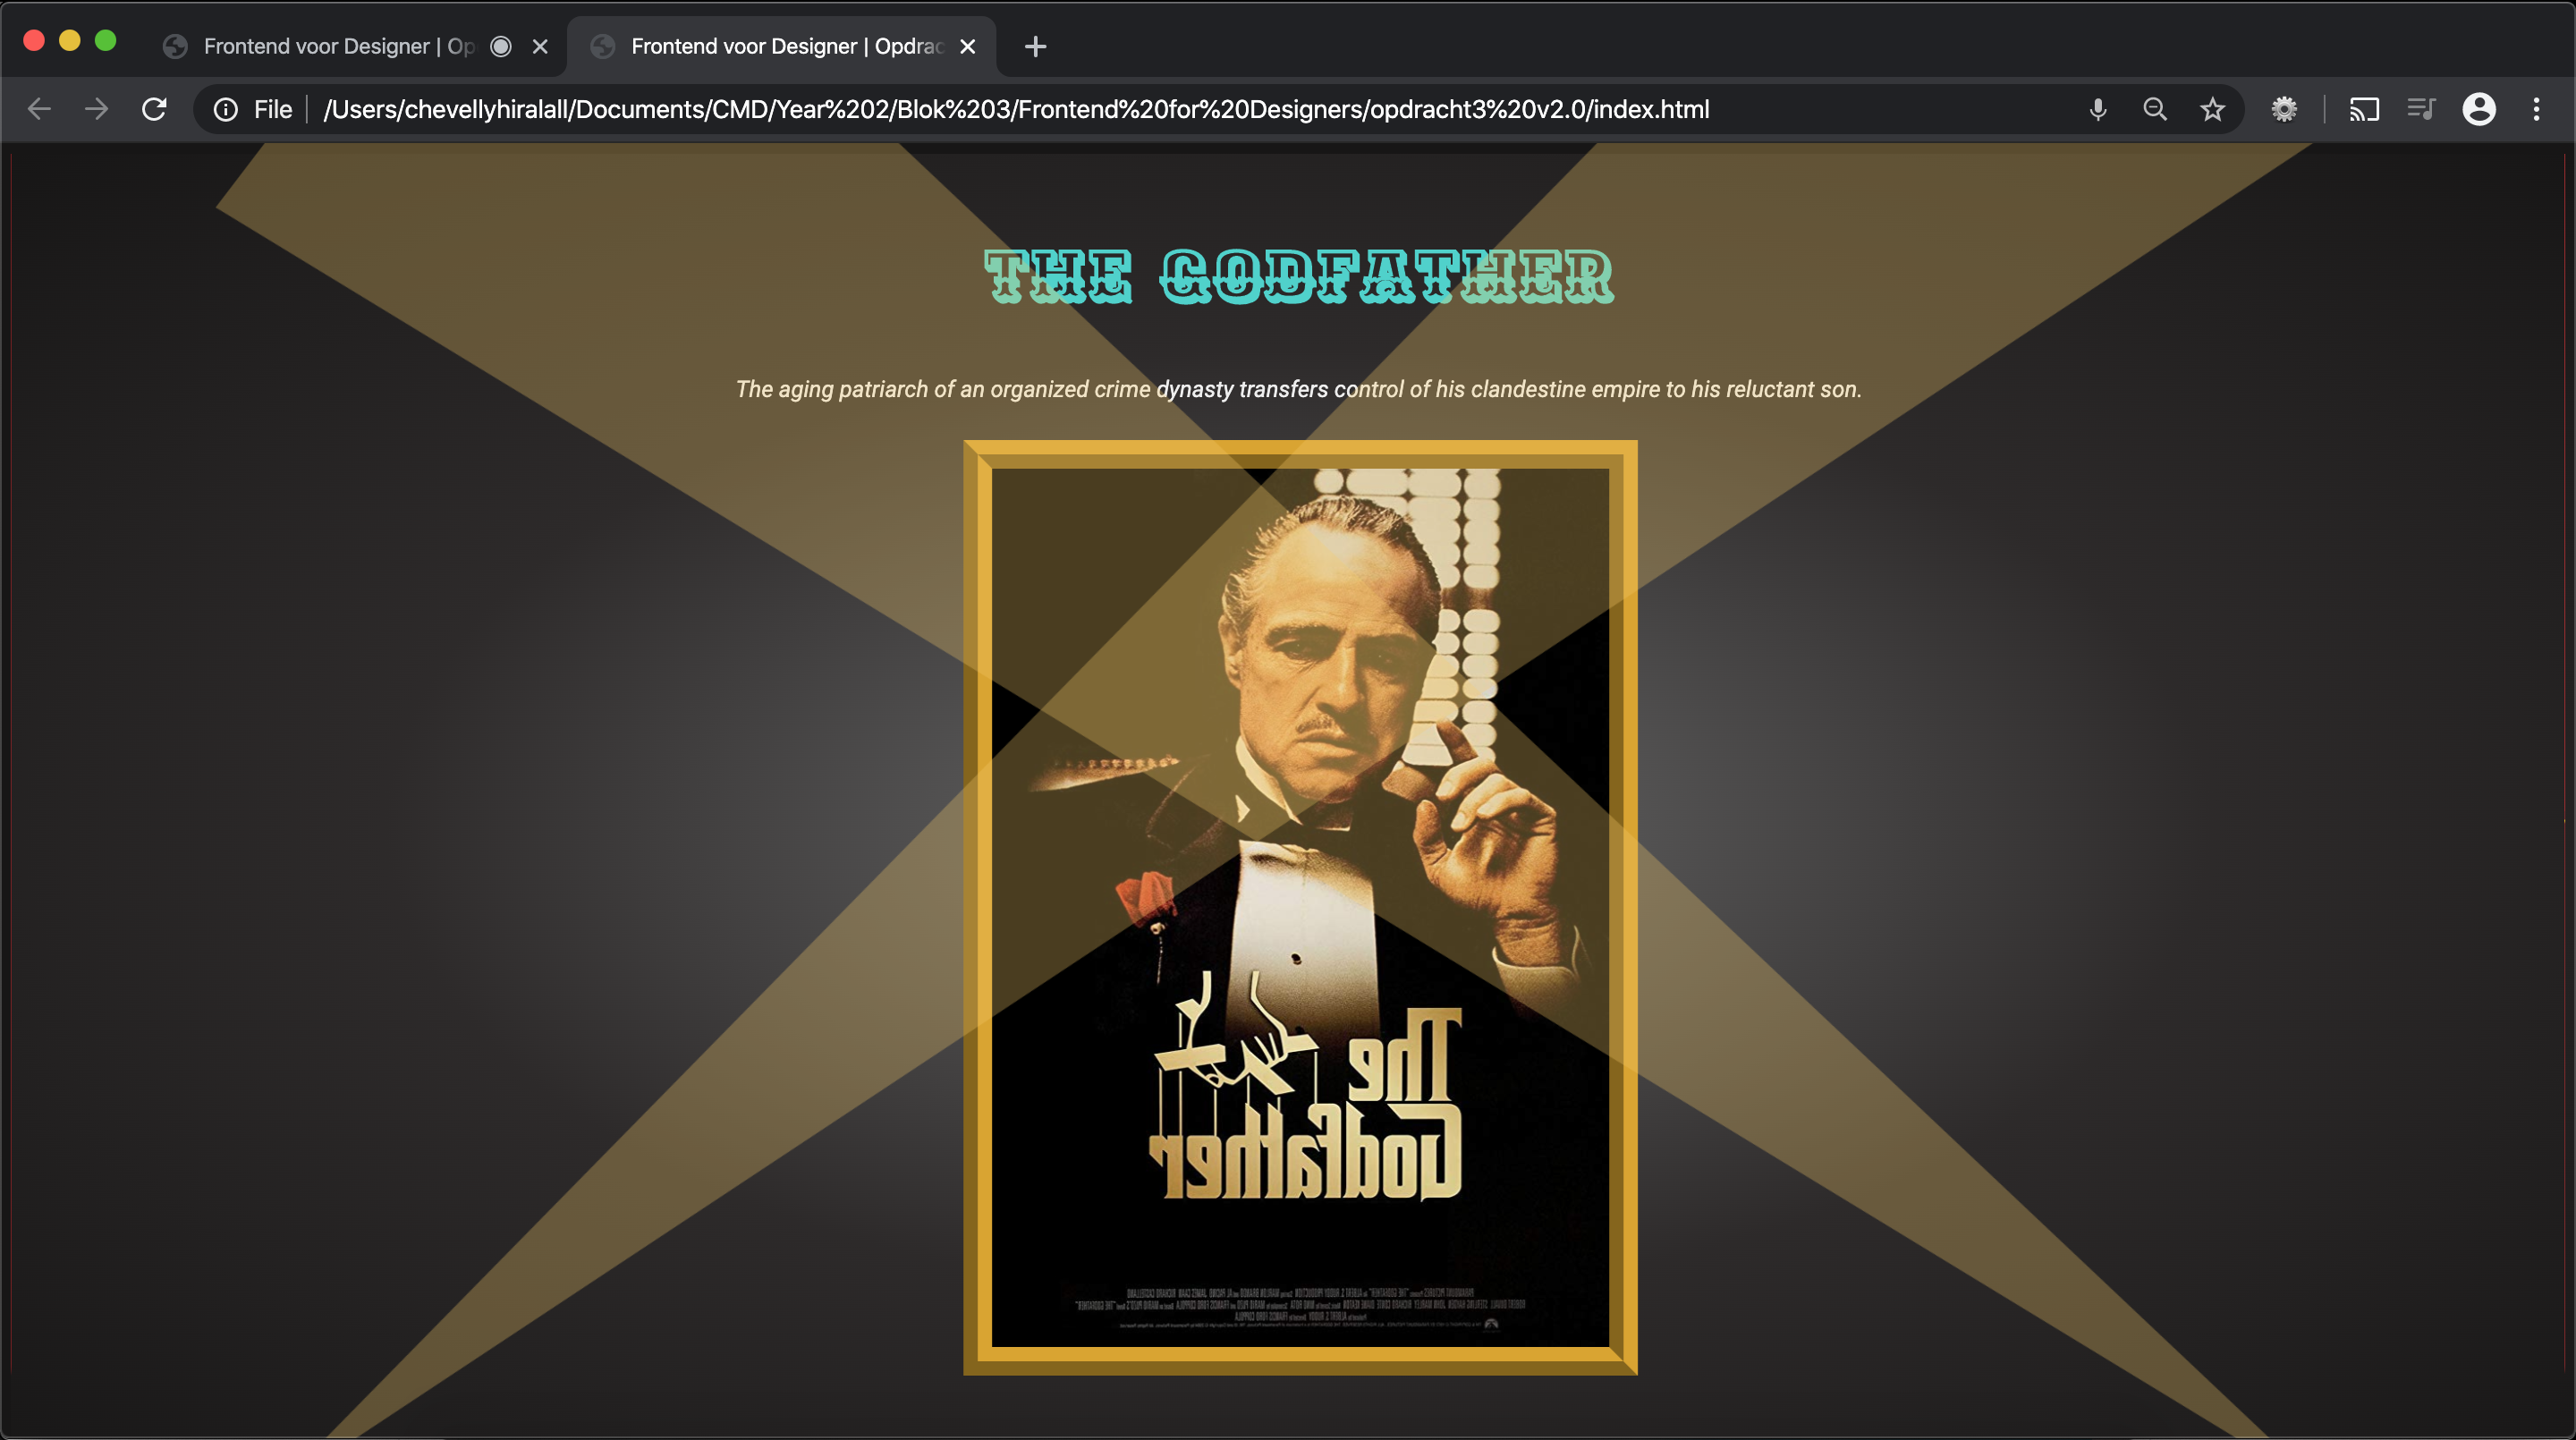 Frontend voor Designer | Op
Frontend voor Designer | Opdrac
File
/Users/chevellyhiralall/Documents/CMD/Year%202/Blok%203/Frontend%20for%20Designers/opdracht3%20v2.0/index.html
THE GODFATHER
The aging patriarch of an organized crime dynasty transfers control of his clandestine empire to his reluctant son.
The
Godfather